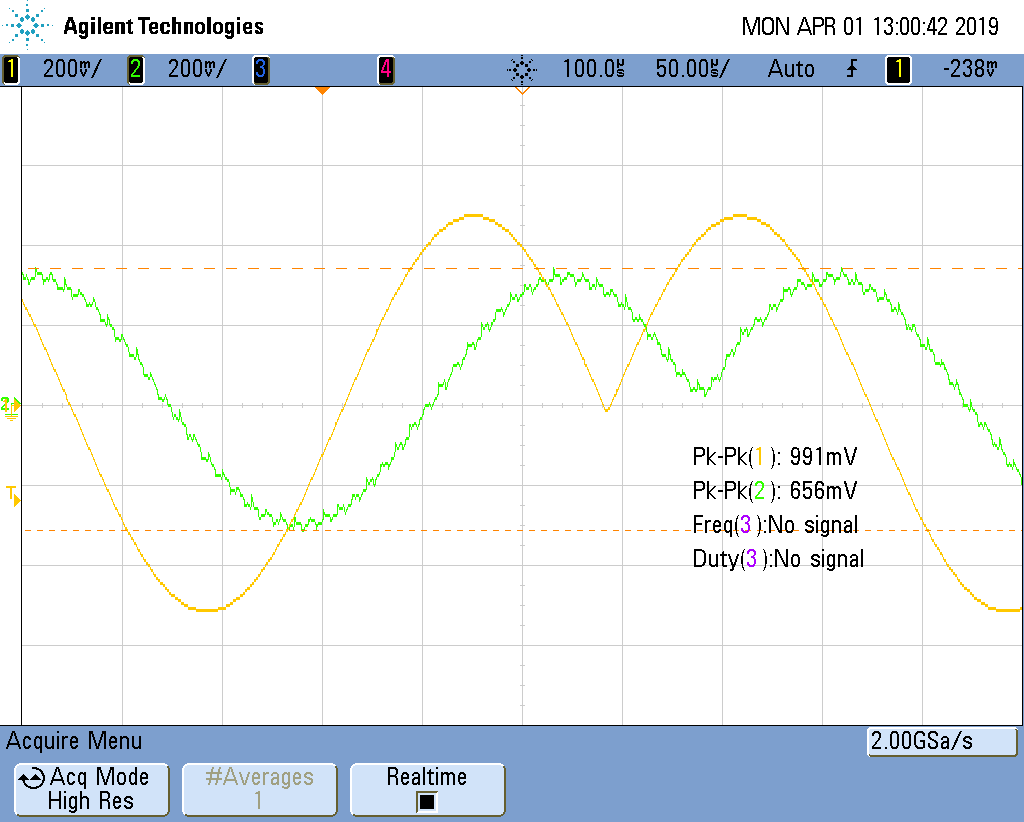 Agilent Technologies MON APR 01 13:00:42 2019
1 200mV/ 2 200mV/ 3 4 100.0us 50.00us/ Auto 1 -238mV
2
T
Pk-Pk(1): 991mV
Pk-Pk(2): 656mV
Freq(3):No signal
Duty(3):No signal
Acquire Menu 2.00GSa/s
Acq Mode #Averages Realtime
High Res 1